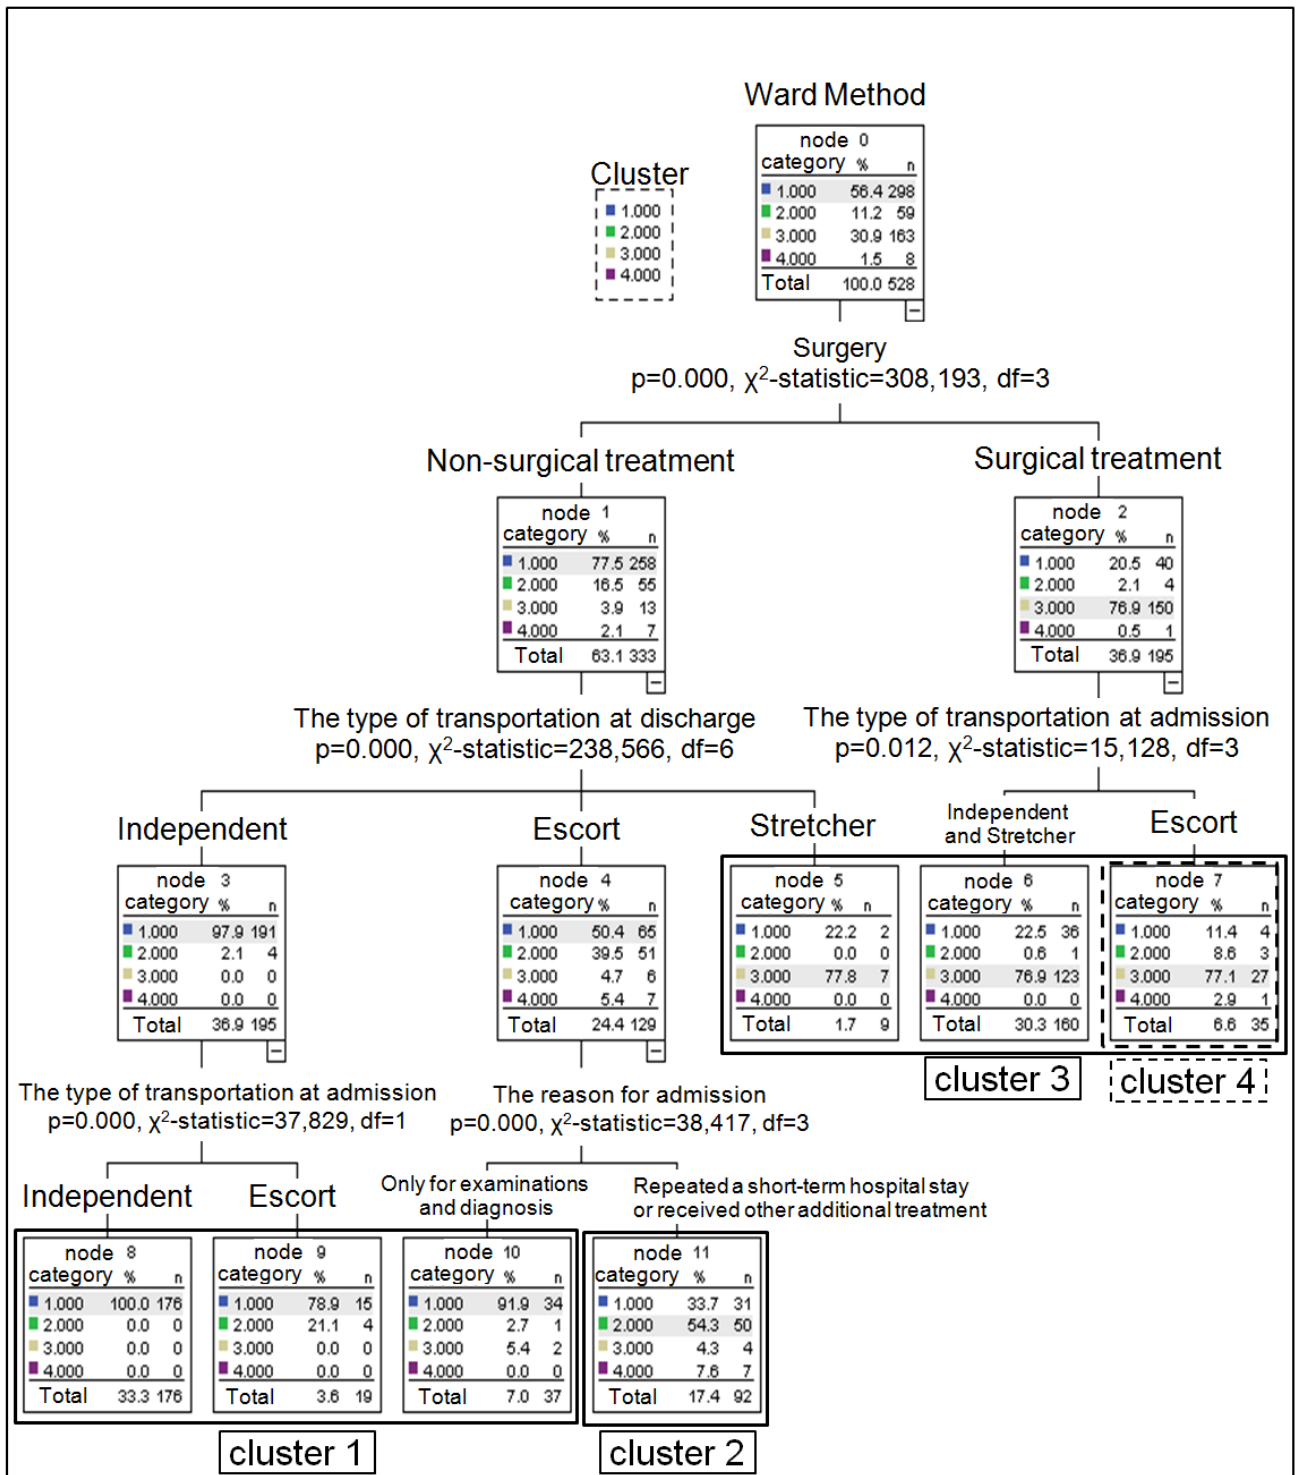 Ward Method
node 0
category % n
1.000 56.4 298
2.000 11.2 59
3.000 30.9 163
4.000 1.5 8
Total 100.0 528
Cluster
1.000
2.000
3.000
4.000
Surgery
p=0.000, χ²-statistic=308,193, df=3
Non-surgical treatment
node 1
category % n
1.000 77.5 258
2.000 16.5 55
3.000 3.9 13
4.000 2.1 7
Total 63.1 333
Surgical treatment
node 2
category % n
1.000 20.5 40
2.000 2.1 4
3.000 76.9 150
4.000 0.5 1
Total 36.9 195
The type of transportation at discharge
p=0.000, χ²-statistic=238,566, df=6
The type of transportation at admission
p=0.012, χ²-statistic=15,128, df=3
Independent
node 3
category % n
1.000 97.9 191
2.000 2.1 4
3.000 0.0 0
4.000 0.0 0
Total 36.9 195
Escort
node 4
category % n
1.000 50.4 65
2.000 39.5 51
3.000 4.7 6
4.000 5.4 7
Total 24.4 129
Stretcher
node 5
category % n
1.000 22.2 2
2.000 0.0 0
3.000 77.8 7
4.000 0.0 0
Total 1.7 9
Independent
and Stretcher
node 6
category % n
1.000 22.5 36
2.000 0.6 1
3.000 76.9 123
4.000 0.0 0
Total 30.3 160
Escort
node 7
category % n
1.000 11.4 4
2.000 8.6 3
3.000 77.1 27
4.000 2.9 1
Total 6.6 35
cluster 3
cluster 4
The type of transportation at admission
p=0.000, χ²-statistic=37,829, df=1
The reason for admission
p=0.000, χ²-statistic=38,417, df=3
Independent
node 8
category % n
1.000 100.0 176
2.000 0.0 0
3.000 0.0 0
4.000 0.0 0
Total 33.3 176
Escort
node 9
category % n
1.000 78.9 15
2.000 21.1 4
3.000 0.0 0
4.000 0.0 0
Total 3.6 19
Only for examinations
and diagnosis
node 10
category % n
1.000 91.9 34
2.000 2.7 1
3.000 5.4 2
4.000 0.0 0
Total 7.0 37
Repeated a short-term hospital stay
or received other additional treatment
node 11
category % n
1.000 33.7 31
2.000 54.3 50
3.000 4.3 4
4.000 7.6 7
Total 17.4 92
cluster 1
cluster 2